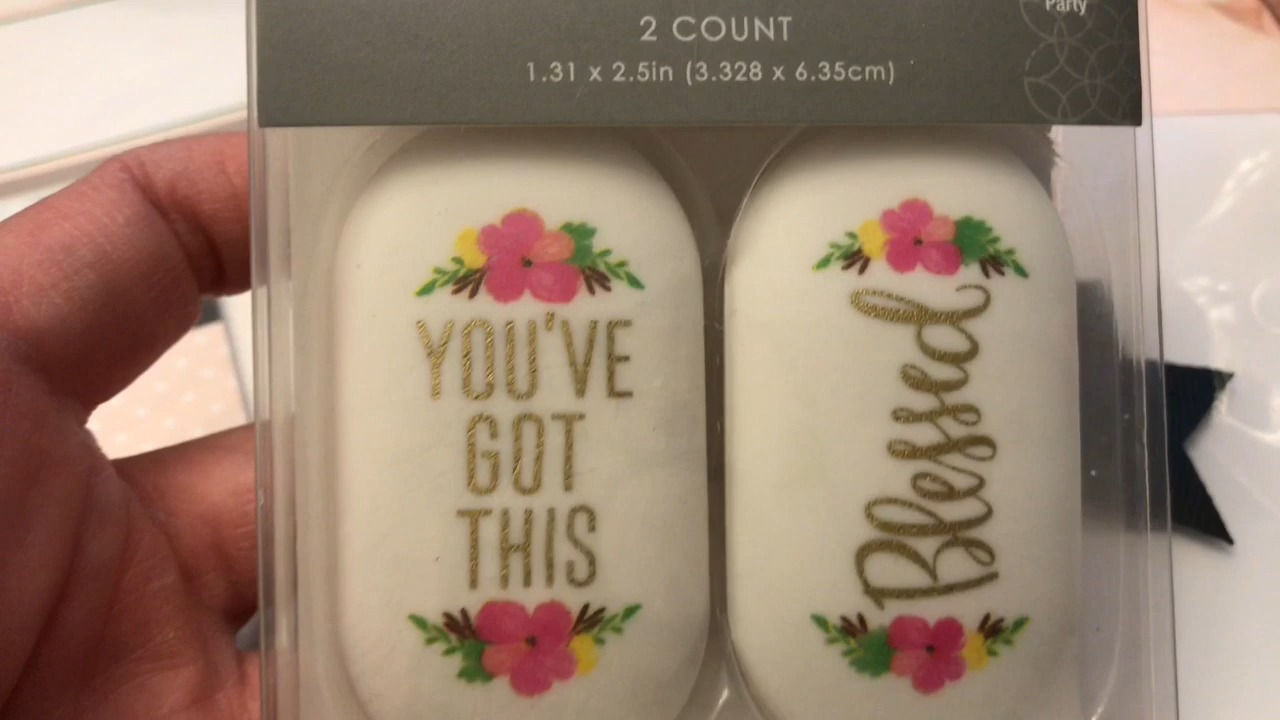 Party
2 COUNT
1.31 x 2.5in (3.328 x 6.35cm)
YOU'VE
GOT
THIS
Blessed